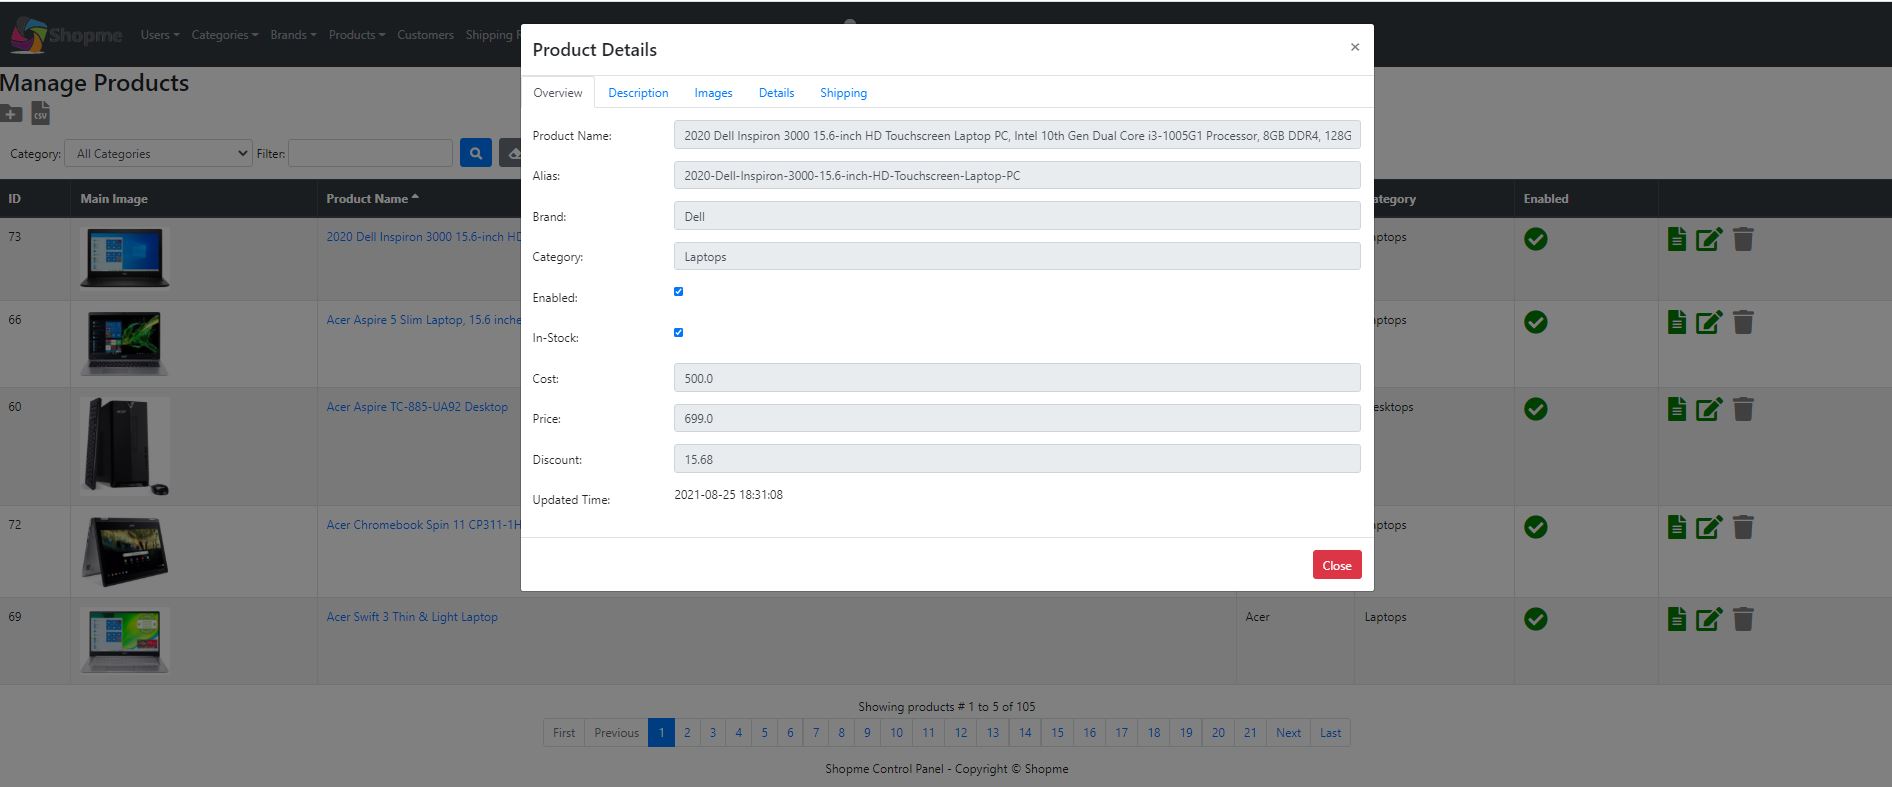 Shopme Users Categories Brands Products Customers Shipping
Product Details ×
Manage Products
Overview Description Images Details Shipping
CSV
Product Name: 2020 Dell Inspiron 3000 15.6-inch HD Touchscreen Laptop PC, Intel 10th Gen Dual Core i3-1005G1 Processor, 8GB DDR4, 128G
Category: All Categories Filter:
Alias: 2020-Dell-Inspiron-3000-15.6-inch-HD-Touchscreen-Laptop-PC
Brand: Dell
Category: Laptops
Enabled:
In-Stock:
Cost: 500.0
Price: 699.0
Discount: 15.68
Updated Time: 2021-08-25 18:31:08
Close
ID Main Image Product Name ategory Enabled
73 2020 Dell Inspiron 3000 15.6-inch HD aptops
66 Acer Aspire 5 Slim Laptop, 15.6 inche aptops
60 Acer Aspire TC-885-UA92 Desktop esktops
72 Acer Chromebook Spin 11 CP311-1H aptops
69 Acer Swift 3 Thin & Light Laptop Acer Laptops
Showing products # 1 to 5 of 105
First Previous 1 2 3 4 5 6 7 8 9 10 11 12 13 14 15 16 17 18 19 20 21 Next Last
Shopme Control Panel - Copyright © Shopme